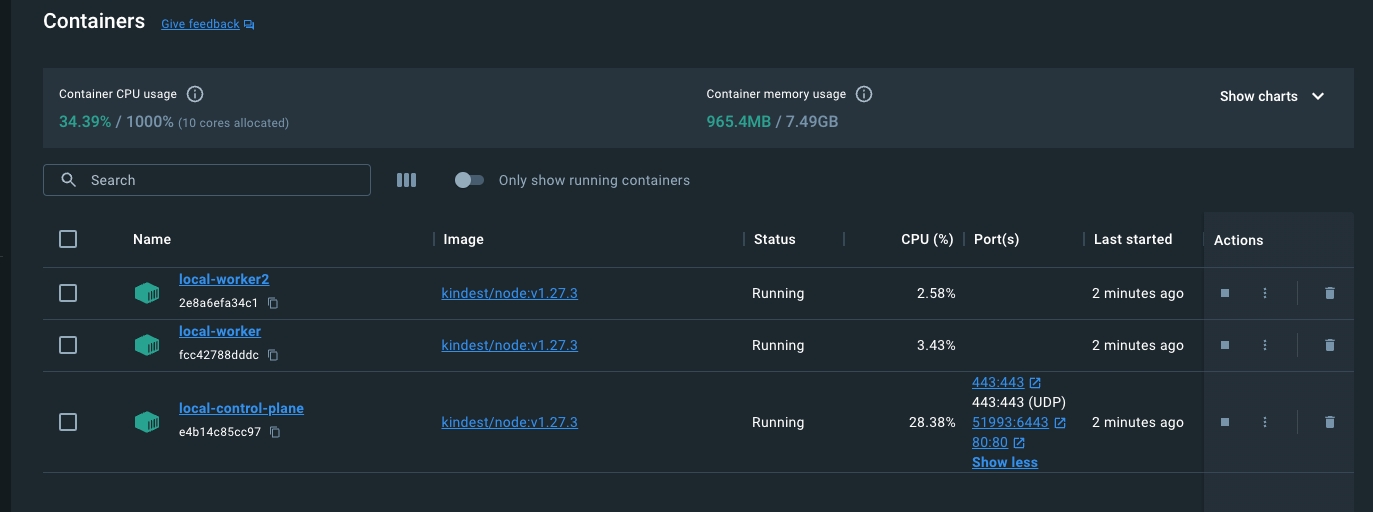 Containers Give feedback
Container CPU usage
34.39% / 1000% (10 cores allocated)
Container memory usage
965.4MB / 7.49GB
Show charts
Search
Only show running containers
Name Image Status CPU (%) Port(s) Last started Actions
local-worker2
2e8a6efa34c1
kindest/node:v1.27.3 Running 2.58% 2 minutes ago
local-worker
fcc42788dddc
kindest/node:v1.27.3 Running 3.43% 2 minutes ago
local-control-plane
e4b14c85cc97
kindest/node:v1.27.3 Running 28.38%
443:443
443:443 (UDP)
51993:6443
80:80
Show less
2 minutes ago